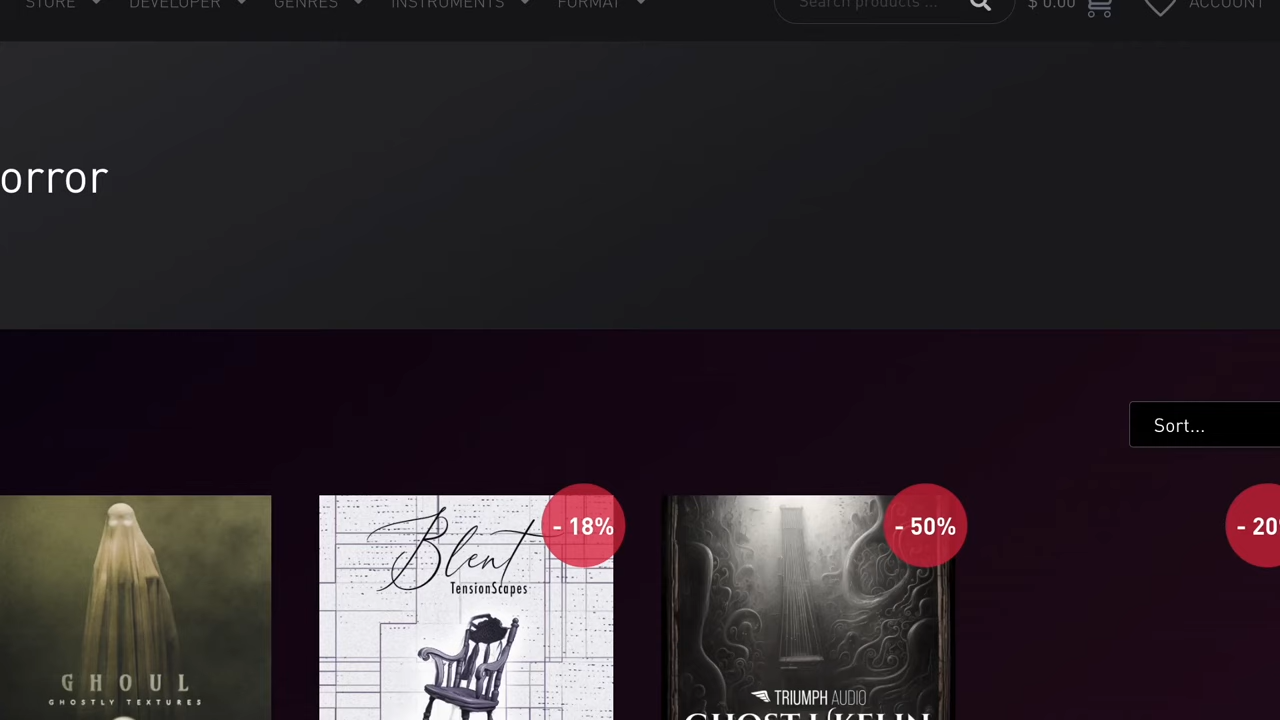 STORE DEVELOPER GENRES INSTRUMENTS FORMAT Search products ... $ 0.00 ACCOUNT
orror
Sort...
- 18%
- 50%
- 20
Blent
TensionScapes
GHOUL
GHOSTLY TEXTURES
TRIUMPH AUDIO